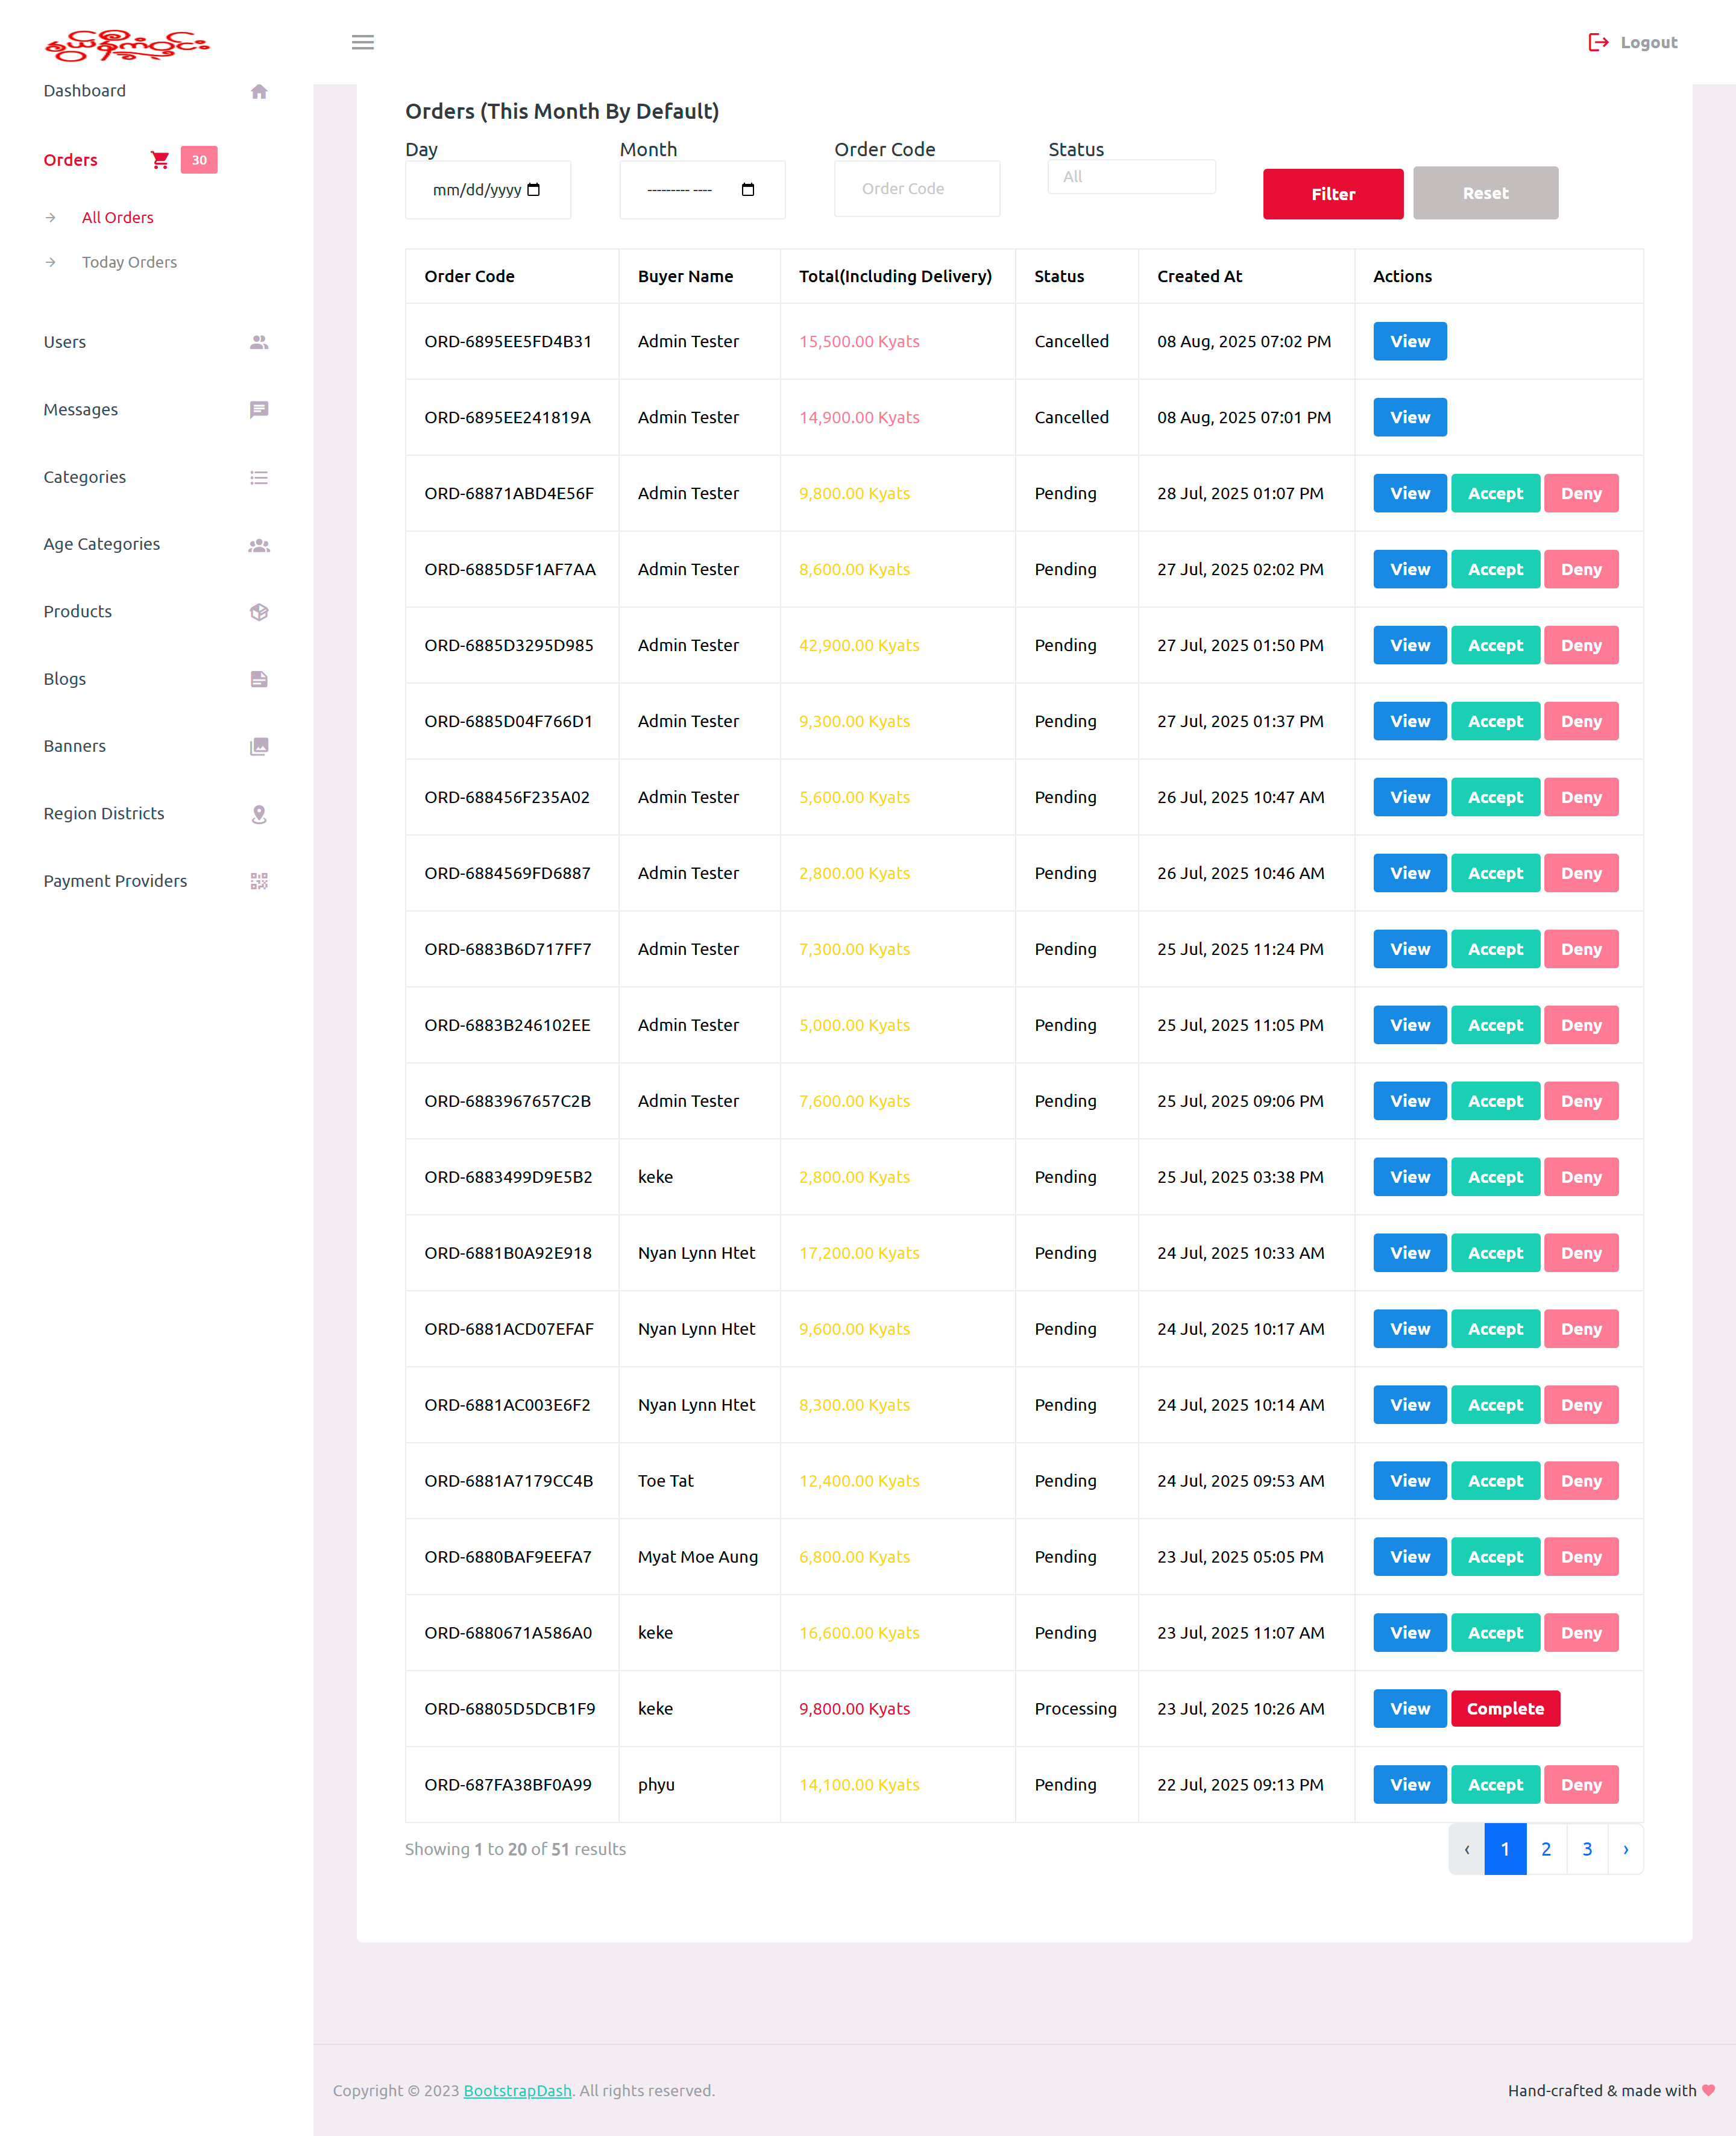 Logout
Dashboard
Orders 30
All Orders
Today Orders
Users
Messages
Categories
Age Categories
Products
Blogs
Banners
Region Districts
Payment Providers
Orders (This Month By Default)
Day Month Order Code Status
mm/dd/yyyy --------- ---- Order Code All Filter Reset
Order Code Buyer Name Total(Including Delivery) Status Created At Actions
ORD-6895EE5FD4B31 Admin Tester 15,500.00 Kyats Cancelled 08 Aug, 2025 07:02 PM View
ORD-6895EE241819A Admin Tester 14,900.00 Kyats Cancelled 08 Aug, 2025 07:01 PM View
ORD-68871ABD4E56F Admin Tester 9,800.00 Kyats Pending 28 Jul, 2025 01:07 PM View Accept Deny
ORD-6885D5F1AF7AA Admin Tester 8,600.00 Kyats Pending 27 Jul, 2025 02:02 PM View Accept Deny
ORD-6885D3295D985 Admin Tester 42,900.00 Kyats Pending 27 Jul, 2025 01:50 PM View Accept Deny
ORD-6885D04F766D1 Admin Tester 9,300.00 Kyats Pending 27 Jul, 2025 01:37 PM View Accept Deny
ORD-688456F235A02 Admin Tester 5,600.00 Kyats Pending 26 Jul, 2025 10:47 AM View Accept Deny
ORD-6884569FD6887 Admin Tester 2,800.00 Kyats Pending 26 Jul, 2025 10:46 AM View Accept Deny
ORD-6883B6D717FF7 Admin Tester 7,300.00 Kyats Pending 25 Jul, 2025 11:24 PM View Accept Deny
ORD-6883B246102EE Admin Tester 5,000.00 Kyats Pending 25 Jul, 2025 11:05 PM View Accept Deny
ORD-6883967657C2B Admin Tester 7,600.00 Kyats Pending 25 Jul, 2025 09:06 PM View Accept Deny
ORD-6883499D9E5B2 keke 2,800.00 Kyats Pending 25 Jul, 2025 03:38 PM View Accept Deny
ORD-6881B0A92E918 Nyan Lynn Htet 17,200.00 Kyats Pending 24 Jul, 2025 10:33 AM View Accept Deny
ORD-6881ACD07EFAF Nyan Lynn Htet 9,600.00 Kyats Pending 24 Jul, 2025 10:17 AM View Accept Deny
ORD-6881AC003E6F2 Nyan Lynn Htet 8,300.00 Kyats Pending 24 Jul, 2025 10:14 AM View Accept Deny
ORD-6881A7179CC4B Toe Tat 12,400.00 Kyats Pending 24 Jul, 2025 09:53 AM View Accept Deny
ORD-6880BAF9EEFA7 Myat Moe Aung 6,800.00 Kyats Pending 23 Jul, 2025 05:05 PM View Accept Deny
ORD-6880671A586A0 keke 16,600.00 Kyats Pending 23 Jul, 2025 11:07 AM View Accept Deny
ORD-68805D5DCB1F9 keke 9,800.00 Kyats Processing 23 Jul, 2025 10:26 AM View Complete
ORD-687FA38BF0A99 phyu 14,100.00 Kyats Pending 22 Jul, 2025 09:13 PM View Accept Deny
Showing 1 to 20 of 51 results ‹ 1 2 3 ›
Copyright © 2023 BootstrapDash. All rights reserved. Hand-crafted & made with